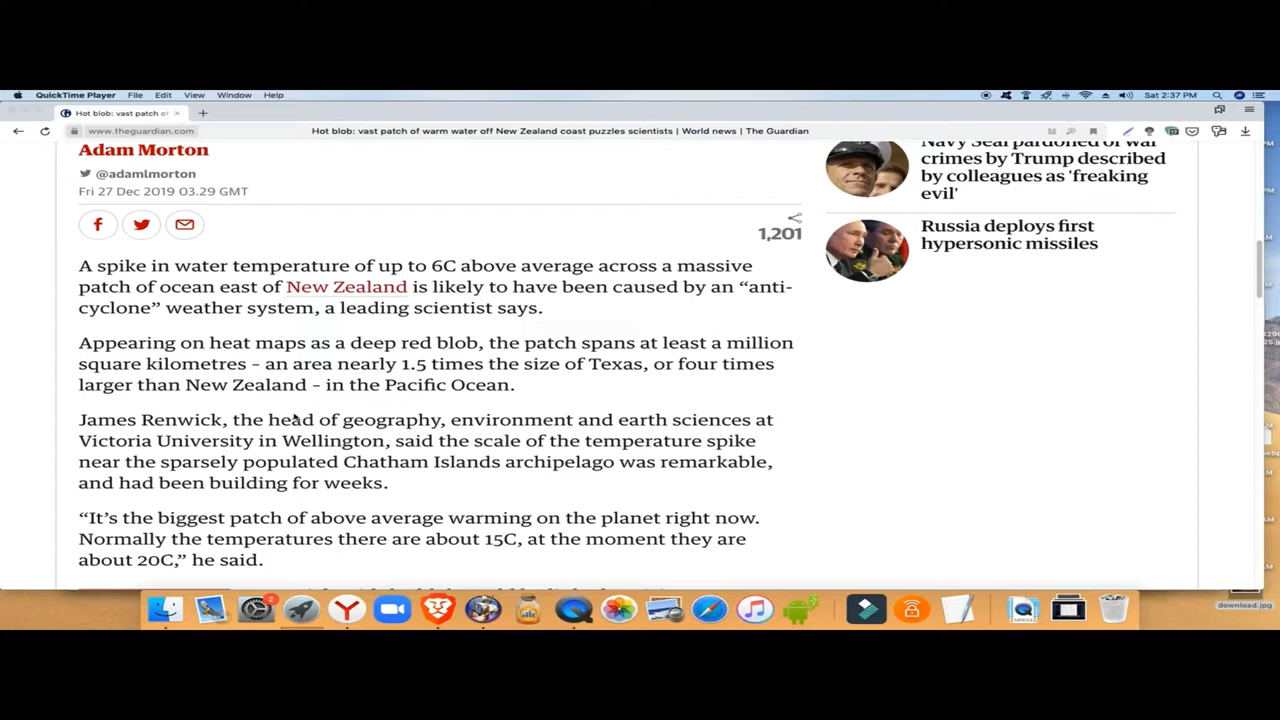 QuickTime Player File Edit View Window Help
Sat 2:37 PM
Hot blob: vast patch of
www.theguardian.com
Hot blob: vast patch of warm water off New Zealand coast puzzles scientists | World news | The Guardian
Adam Morton
@adamlmorton
Fri 27 Dec 2019 03.29 GMT
1,201
A spike in water temperature of up to 6C above average across a massive
patch of ocean east of New Zealand is likely to have been caused by an “anti-
cyclone” weather system, a leading scientist says.
Appearing on heat maps as a deep red blob, the patch spans at least a million
square kilometres – an area nearly 1.5 times the size of Texas, or four times
larger than New Zealand – in the Pacific Ocean.
James Renwick, the head of geography, environment and earth sciences at
Victoria University in Wellington, said the scale of the temperature spike
near the sparsely populated Chatham Islands archipelago was remarkable,
and had been building for weeks.
“It’s the biggest patch of above average warming on the planet right now.
Normally the temperatures there are about 15C, at the moment they are
about 20C,” he said.
Navy Seal pardoned of war
crimes by Trump described
by colleagues as 'freaking
evil'
Russia deploys first
hypersonic missiles
2
MPEG4
download.jpg